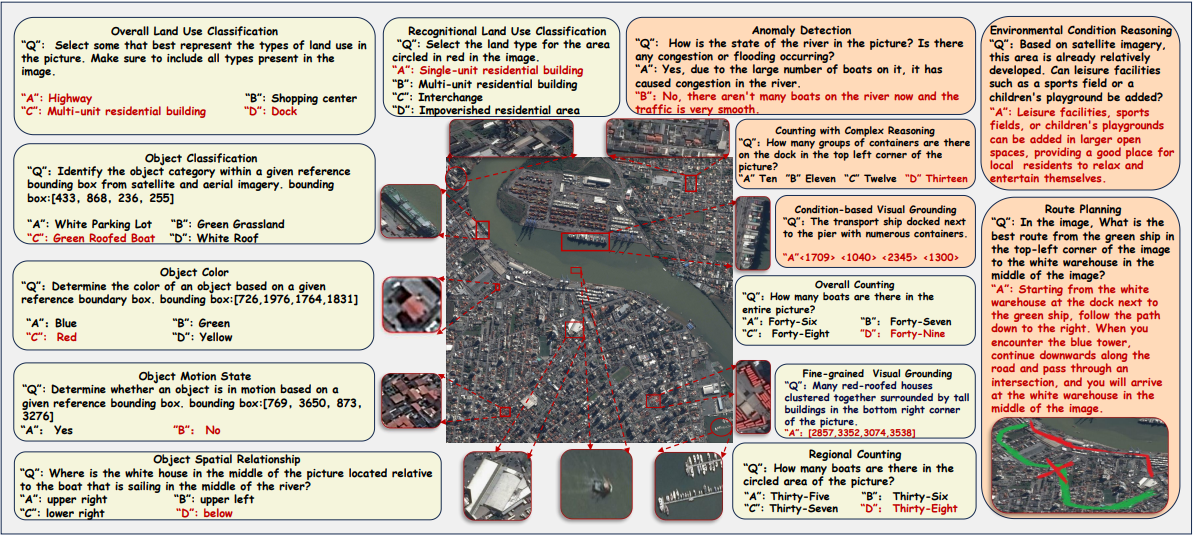 Overall Land Use Classification
“Q”: Select some that best represent the types of land use in
the picture. Make sure to include all types present in the
image.
“A”: Highway “B”: Shopping center
“C”: Multi-unit residential building “D”: Dock
Object Classification
“Q”: Identify the object category within a given reference
bounding box from satellite and aerial imagery. bounding
box:[433, 868, 236, 255]
“A”: White Parking Lot “B”: Green Grassland
“C”: Green Roofed Boat “D”: White Roof
Object Color
“Q”: Determine the color of an object based on a given
reference boundary box. bounding box:[726,1976,1764,1831]
“A”: Blue “B”: Green
“C”: Red “D”: Yellow
Object Motion State
“Q”: Determine whether an object is in motion based on a
given reference bounding box. bounding box:[769, 3650, 873,
3276]
“A”: Yes “B”: No
Object Spatial Relationship
“Q”: Where is the white house in the middle of the picture located relative
to the boat that is sailing in the middle of the river?
“A”: upper right “B”: upper left
“C”: lower right “D”: below
Recognitional Land Use Classification
“Q”: Select the land type for the area
circled in red in the image.
“A”: Single-unit residential building
“B”: Multi-unit residential building
“C”: Interchange
“D”: Impoverished residential area
Anomaly Detection
“Q”: How is the state of the river in the picture? Is there
any congestion or flooding occurring?
“A”: Yes, due to the large number of boats on it, it has
caused congestion in the river.
“B”: No, there aren't many boats on the river now and the
traffic is very smooth.
Counting with Complex Reasoning
“Q”: How many groups of containers are there
on the dock in the top left corner of the
picture?
“A” Ten ”B” Eleven “C” Twelve “D” Thirteen
Condition-based Visual Grounding
“Q”: The transport ship docked next
to the pier with numerous containers.
“A”<1709> <1040> <2345> <1300>
Overall Counting
“Q”: How many boats are there in the
entire picture?
“A”: Forty-Six “B”: Forty-Seven
“C”: Forty-Eight “D”: Forty-Nine
Fine-grained Visual Grounding
“Q”: Many red-roofed houses
clustered together surrounded by tall
buildings in the bottom right corner
of the picture.
“A”: [2857,3352,3074,3538]
Regional Counting
“Q”: How many boats are there in the
circled area of the picture?
“A”: Thirty-Five “B”: Thirty-Six
“C”: Thirty-Seven “D”: Thirty-Eight
Environmental Condition Reasoning
“Q”: Based on satellite imagery,
this area is already relatively
developed. Can leisure facilities
such as a sports field or a
children's playground be added?
“A”: Leisure facilities, sports
fields, or children's playgrounds
can be added in larger open
spaces, providing a good place for
local residents to relax and
entertain themselves.
Route Planning
“Q”: In the image, What is the
best route from the green ship in
the top-left corner of the image
to the white warehouse in the
middle of the image?
“A”: Starting from the white
warehouse at the dock next to
the green ship, follow the path
down to the right. When you
encounter the blue tower,
continue downwards along the
road and pass through an
intersection, and you will arrive
at the white warehouse in the
middle of the image.